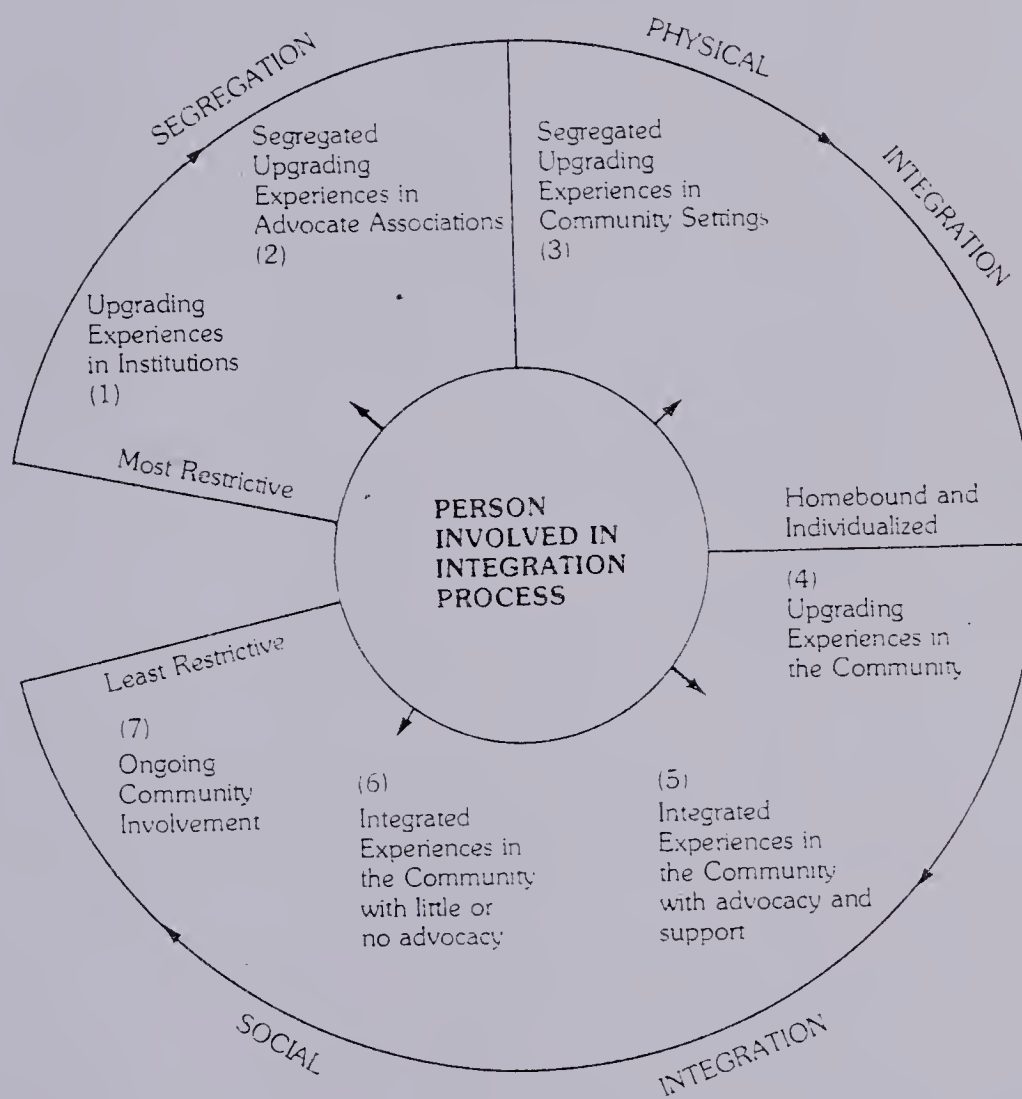 SEGREGATION
PHYSICAL
INTEGRATION
Segregated
Upgrading
Experiences in
Advocate Associations
(2)
Segregated
Upgrading
Experiences in
Community Settings
(3)
Upgrading
Experiences
in Institutions
(1)
Most Restrictive
PERSON
INVOLVED IN
INTEGRATION
PROCESS
Homebound and
Individualized
(4)
Upgrading
Experiences in
the Community
Least Restrictive
(7)
Ongoing
Community
Involvement
(6)
Integrated
Experiences in
the Community
with little or
no advocacy
(5)
Integrated
Experiences in
the Community
with advocacy and
support
SOCIAL
INTEGRATION